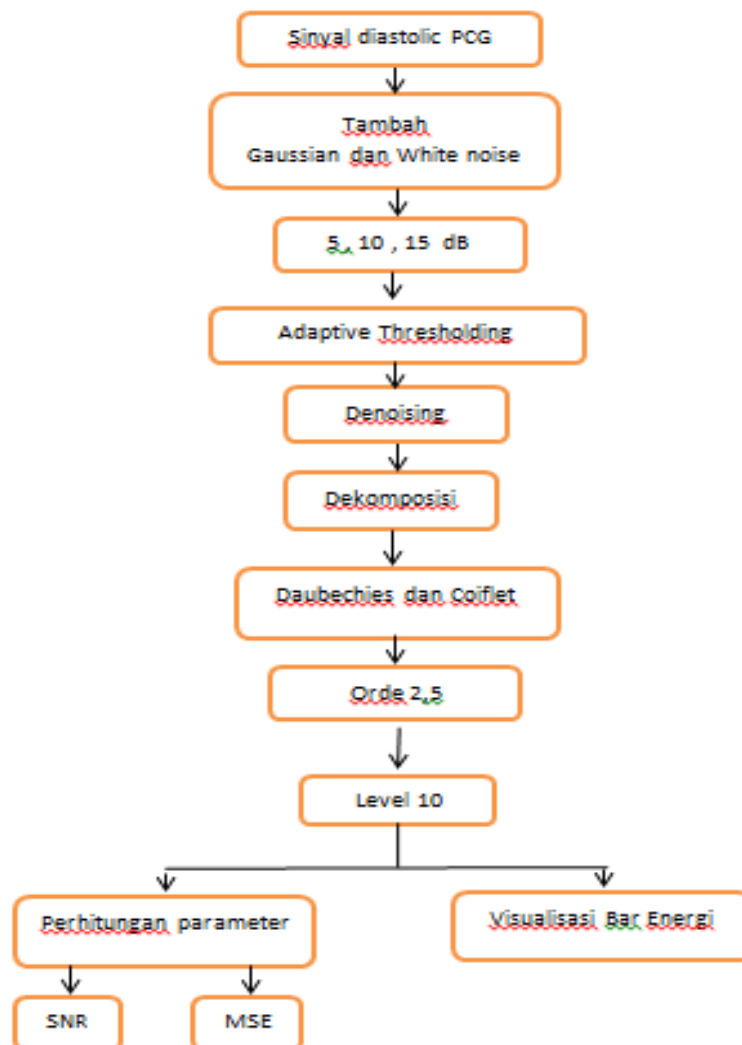 Sinyal diastolic PCG
Tambah
Gaussian dan White noise
5, 10 , 15 dB
Adaptive Thresholding
Denoising
Dekomposisi
Daubechies dan Coiflet
Orde 2,5
Level 10
Perhitungan parameter
Visualisasi Bar Energi
SNR
MSE